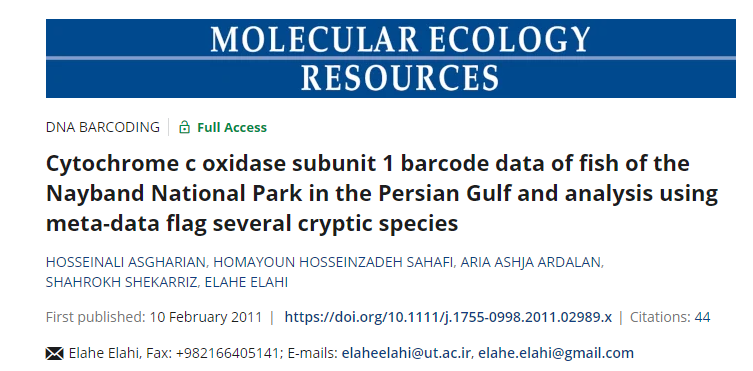 MOLECULAR ECOLOGY
RESOURCES
DNA BARCODING | Full Access
Cytochrome c oxidase subunit 1 barcode data of fish of the
Nayband National Park in the Persian Gulf and analysis using
meta-data flag several cryptic species
HOSSEINALI ASGHARIAN, HOMAYOUN HOSSEINZADEH SAHAFI, ARIA ASHJA ARDALAN,
SHAHROKH SHEKARRIZ, ELAHE ELAHI
First published: 10 February 2011 | https://doi.org/10.1111/j.1755-0998.2011.02989.x | Citations: 44
Elahe Elahi, Fax: +982166405141; E-mails: elaheelahi@ut.ac.ir, elahe.elahi@gmail.com